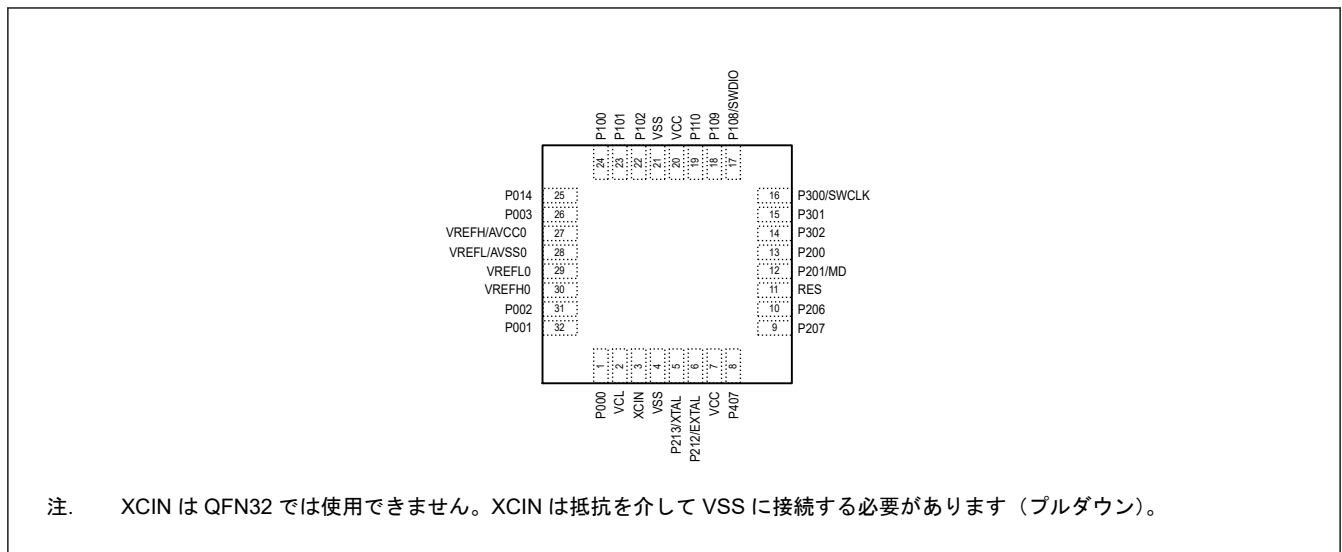 P100
P101
P102
VSS
VCC
P110
P109
P108/SWDIO
24
23
22
21
20
19
18
17
P014 25
P003 26
VREFH/AVCC0 27
VREFL/AVSS0 28
VREFL0 29
VREFH0 30
P002 31
P001 32
16 P300/SWCLK
15 P301
14 P302
13 P200
12 P201/MD
11 RES
10 P206
9 P207
1
2
3
4
5
6
7
8
P000
VCL
XCIN
VSS
P213/XTAL
P212/EXTAL
VCC
P407
注. XCIN は QFN32 では使用できません。XCIN は抵抗を介して VSS に接続する必要があります（プルダウン）。